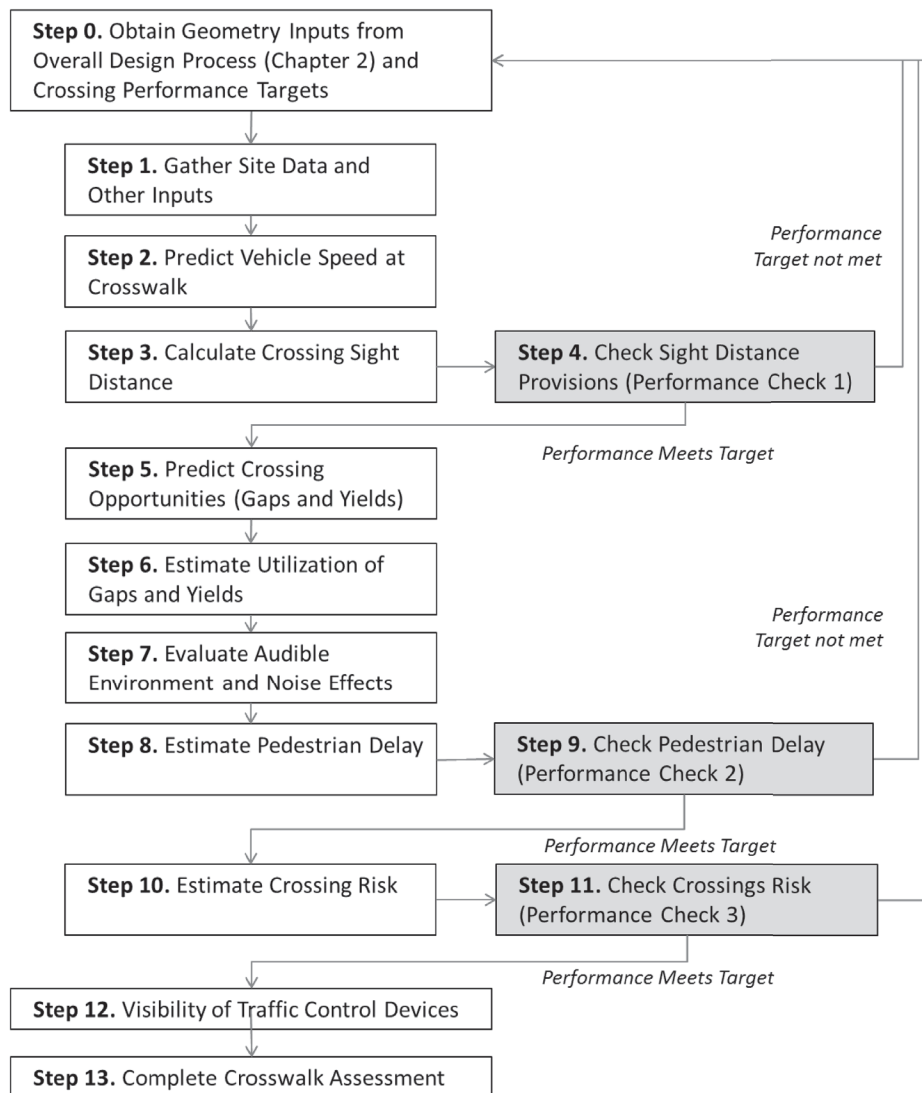 Step 0. Obtain Geometry Inputs from
Overall Design Process (Chapter 2) and
Crossing Performance Targets
Step 1. Gather Site Data and
Other Inputs
Step 2. Predict Vehicle Speed at
Crosswalk
Performance
Target not met
Step 3. Calculate Crossing Sight
Distance
Step 4. Check Sight Distance
Provisions (Performance Check 1)
Performance Meets Target
Step 5. Predict Crossing
Opportunities (Gaps and Yields)
Step 6. Estimate Utilization of
Gaps and Yields
Performance
Target not met
Step 7. Evaluate Audible
Environment and Noise Effects
Step 8. Estimate Pedestrian Delay
Step 9. Check Pedestrian Delay
(Performance Check 2)
Performance Meets Target
Step 10. Estimate Crossing Risk
Step 11. Check Crossings Risk
(Performance Check 3)
Performance Meets Target
Step 12. Visibility of Traffic Control Devices
Step 13. Complete Crosswalk Assessment